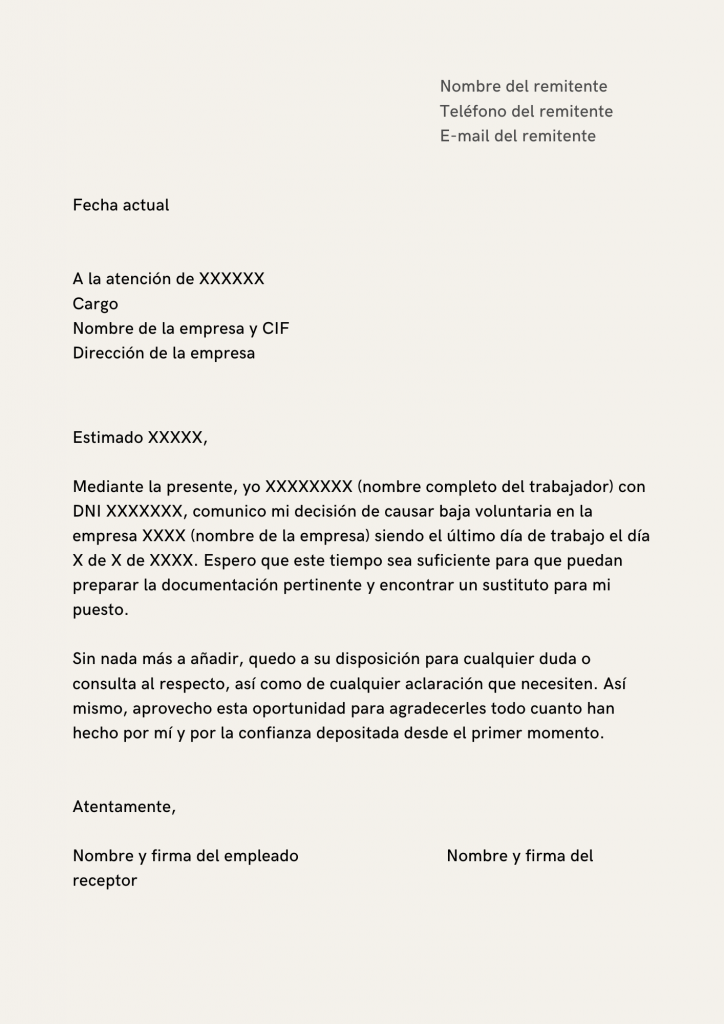 Nombre del remitente
Teléfono del remitente
E-mail del remitente
Fecha actual
A la atención de XXXXXX
Cargo
Nombre de la empresa y CIF
Dirección de la empresa
Estimado XXXXX,
Mediante la presente, yo XXXXXXXX (nombre completo del trabajador) con
DNI XXXXXXX, comunico mi decisión de causar baja voluntaria en la
empresa XXXX (nombre de la empresa) siendo el último día de trabajo el día
X de X de XXXX. Espero que este tiempo sea suficiente para que puedan
preparar la documentación pertinente y encontrar un sustituto para mi
puesto.
Sin nada más a añadir, quedo a su disposición para cualquier duda o
consulta al respecto, así como de cualquier aclaración que necesiten. Así
mismo, aprovecho esta oportunidad para agradecerles todo cuanto han
hecho por mí y por la confianza depositada desde el primer momento.
Atentamente,
Nombre y firma del empleado Nombre y firma del
receptor